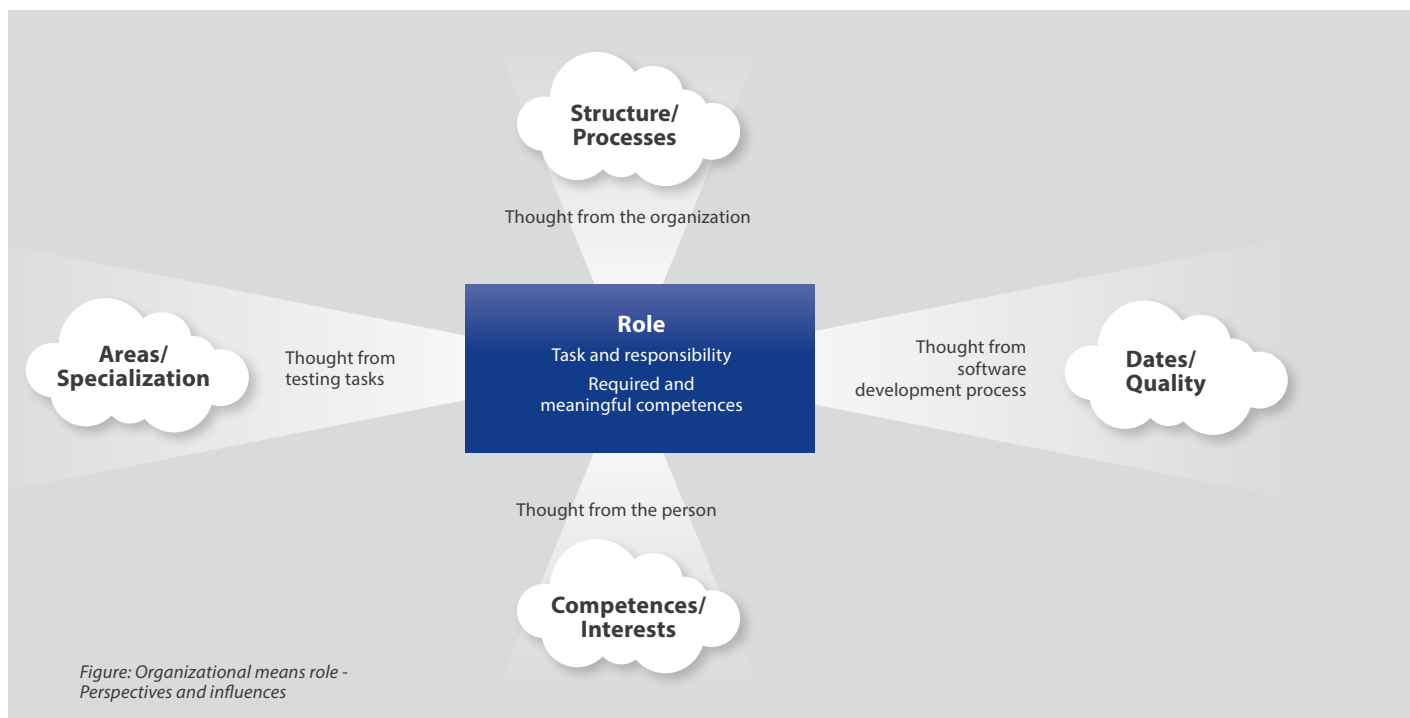 Structure/
Processes
Thought from the organization
Areas/
Specialization
Thought from
testing tasks
Role
Task and responsibility
Required and
meaningful competences
Thought from
software
development process
Dates/
Quality
Thought from the person
Competences/
Interests
Figure: Organizational means role -
Perspectives and influences